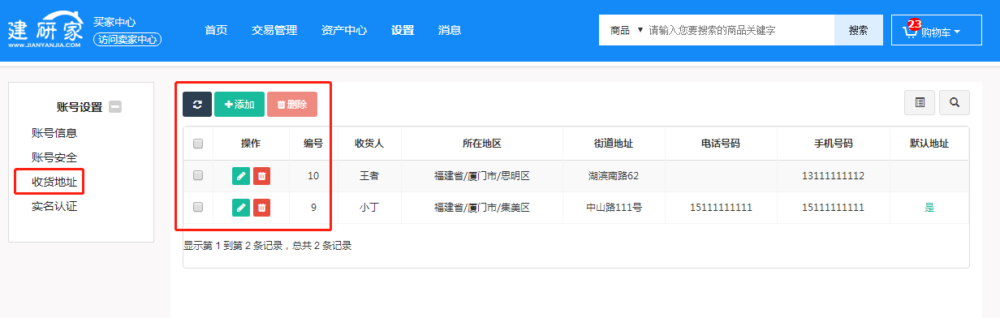 建研家
WWW.JIANYANJIA.COM
买家中心
访问卖家中心
首页 交易管理 资产中心 设置 消息
商品 请输入您要搜索的商品关键字 搜索
23 购物车
账号设置
账号信息
账号安全
收货地址
实名认证
添加 删除
操作 编号 收货人 所在地区 街道地址 电话号码 手机号码 默认地址
10 王者 福建省/厦门市/思明区 湖滨南路62 13111111112
9 小丁 福建省/厦门市/集美区 中山路111号 15111111111 15111111111 是
显示第 1 到第 2 条记录，总共 2 条记录